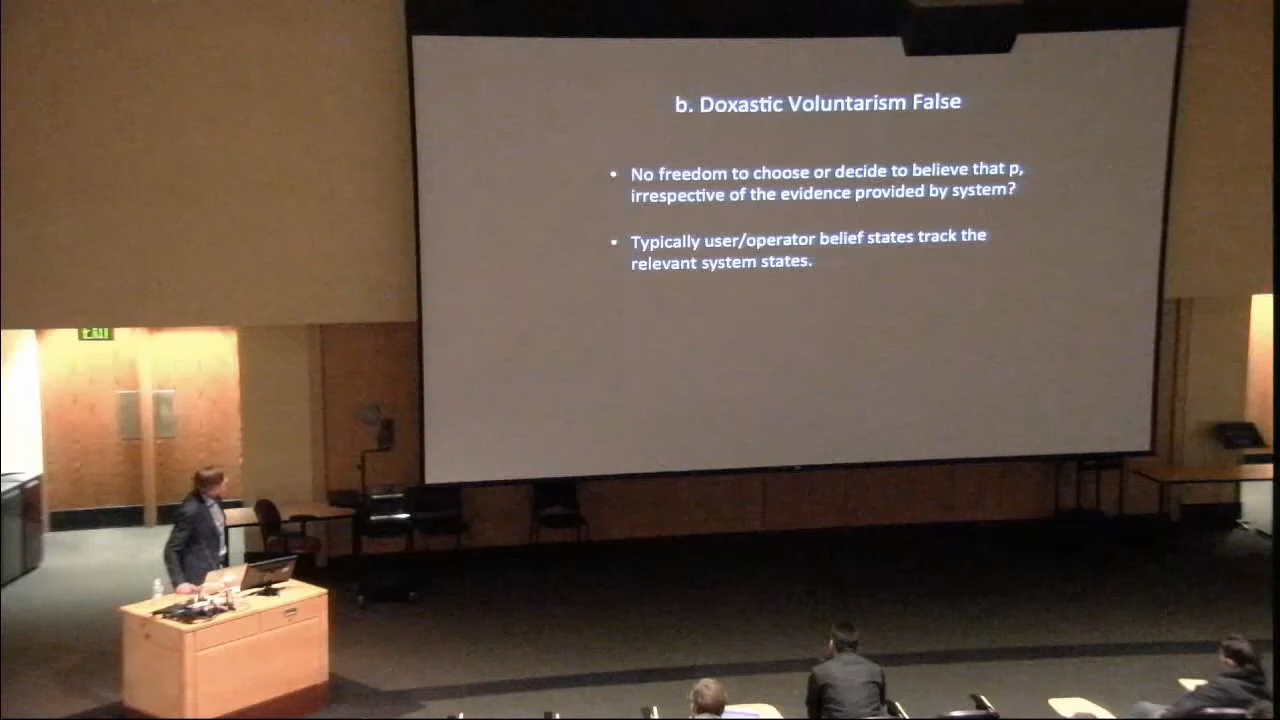 b. Doxastic Voluntarism False
• No freedom to choose or decide to believe that p,
irrespective of the evidence provided by system?
• Typically user/operator belief states track the
relevant system states.
EXIT